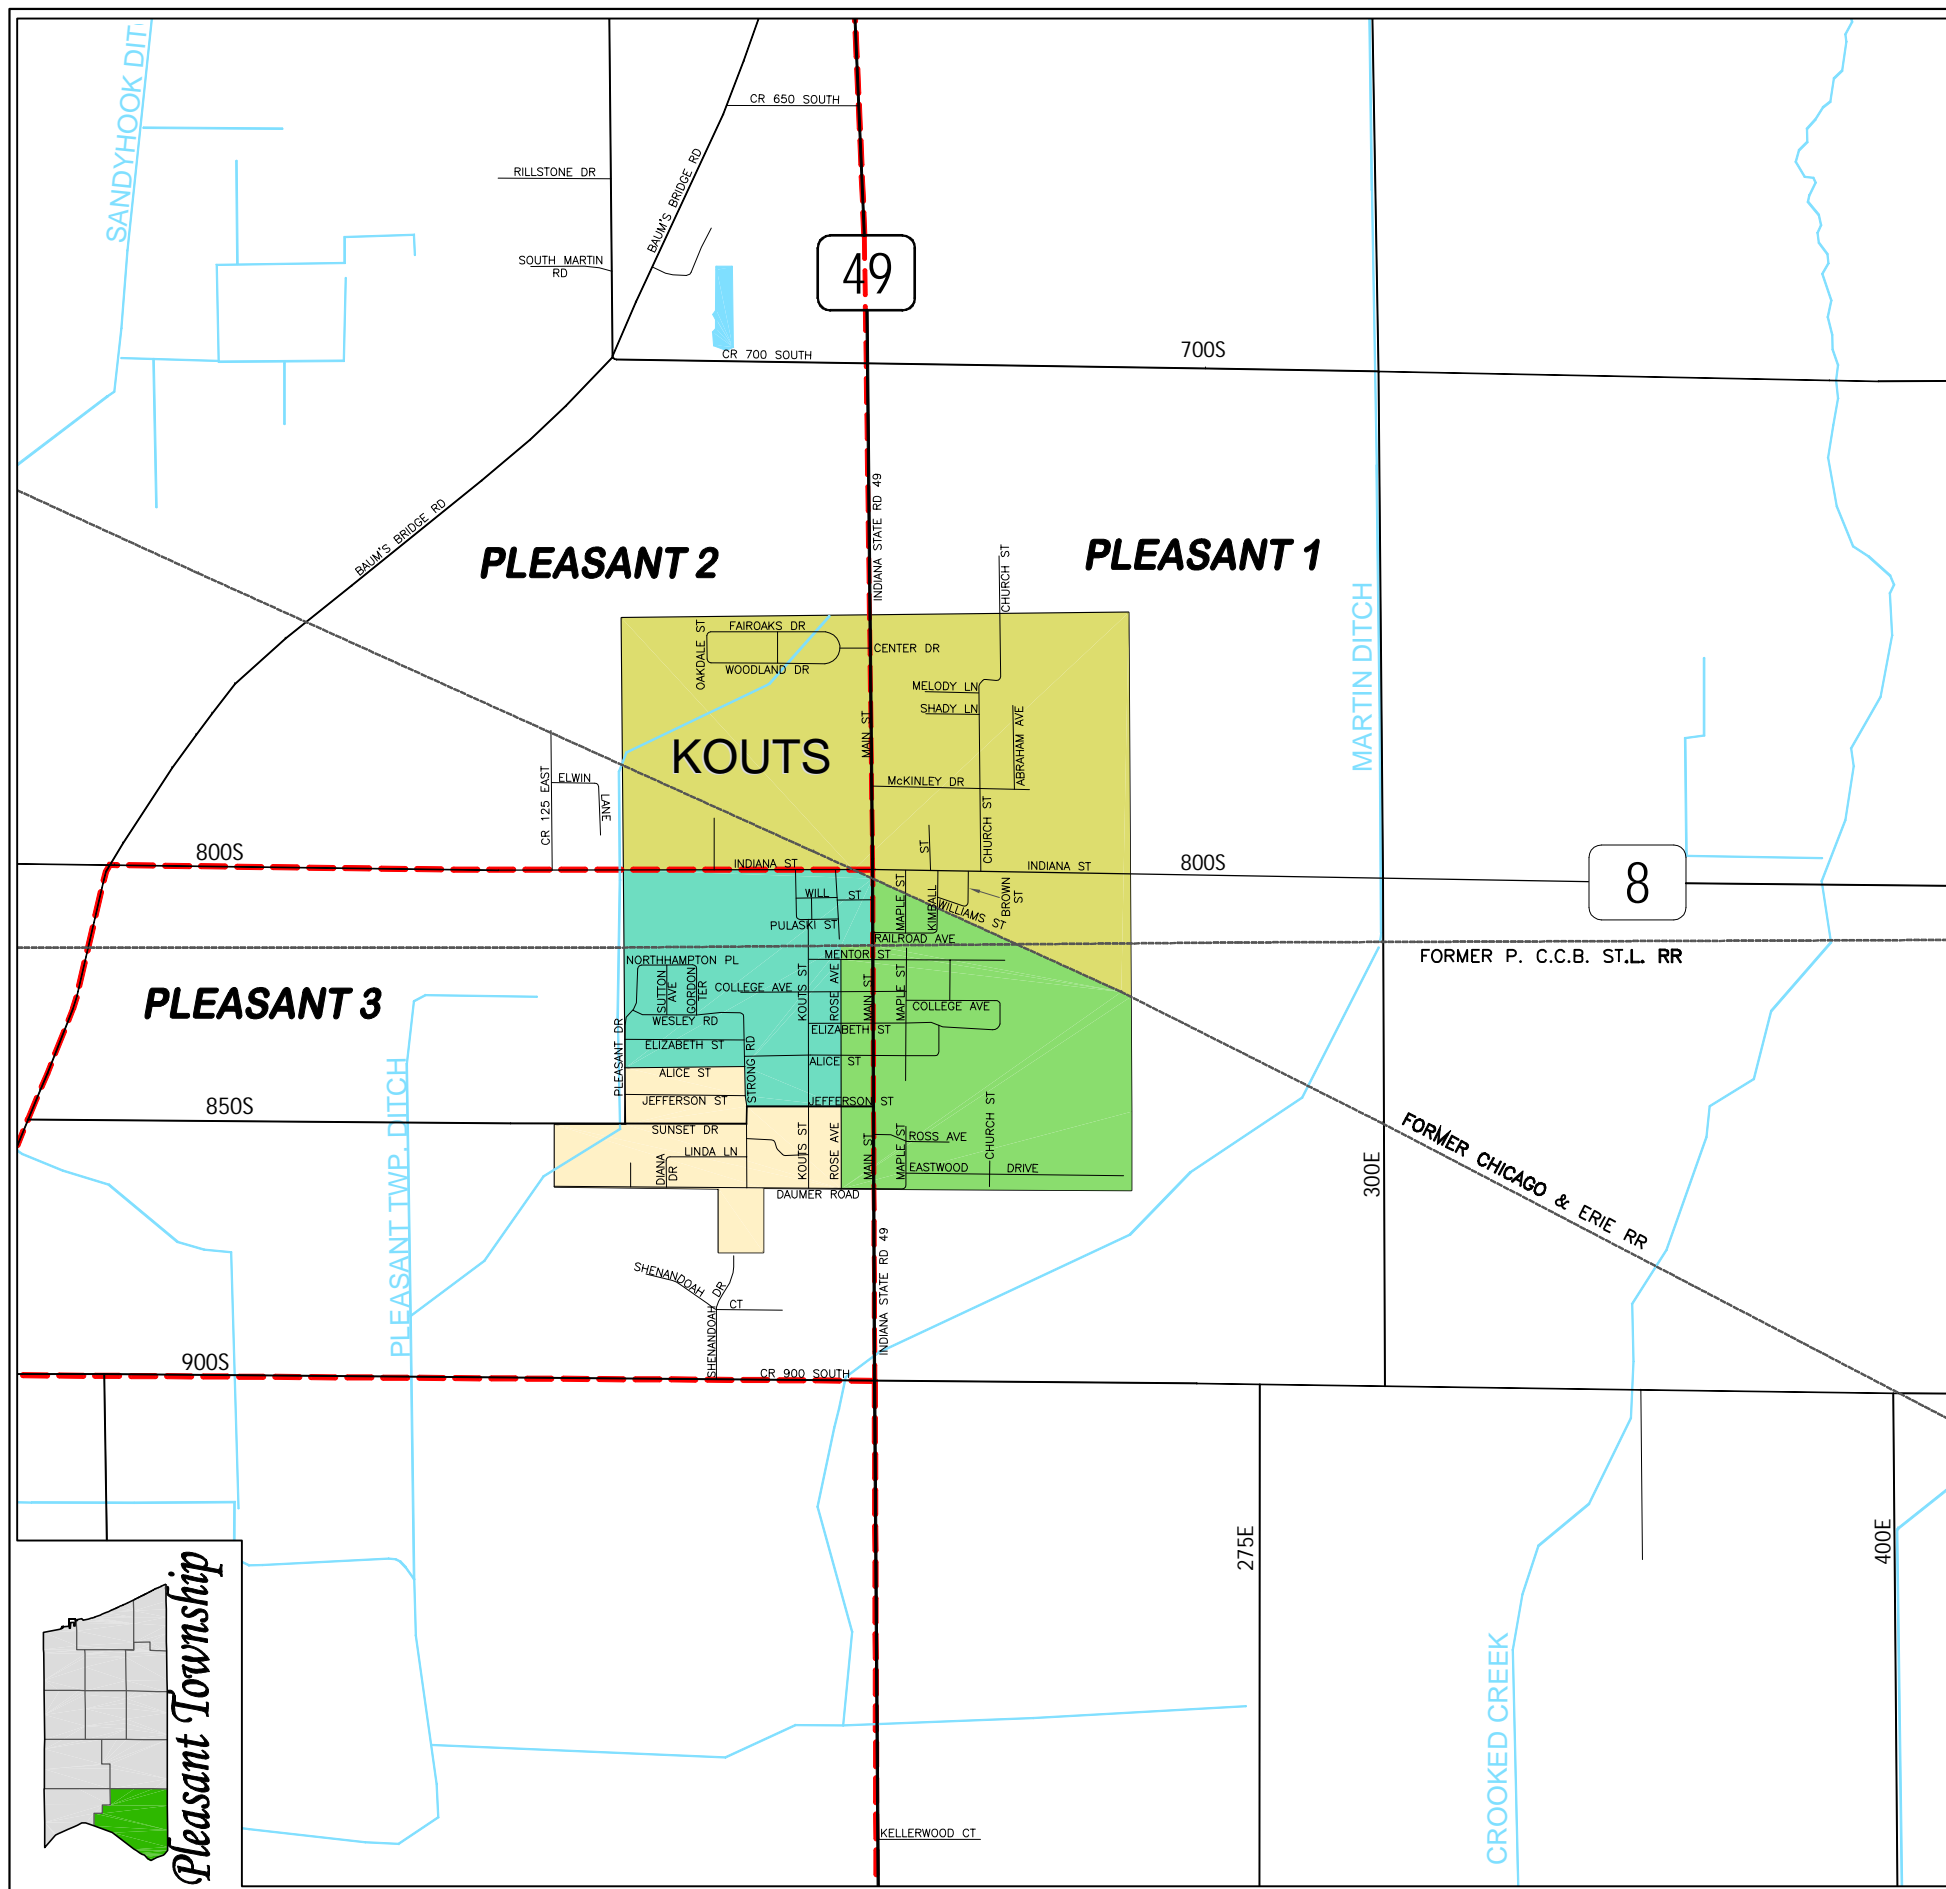 SANDYHOOK DIT
CR 650 SOUTH
RILLSTONE DR
BAUM'S BRIDGE RD
SOUTH MARTIN
RD
49
CR 700 SOUTH
700S
INDIANA STATE RD 49
BAUM'S BRIDGE RD
PLEASANT 2
PLEASANT 1
CHURCH ST
MARTIN DITCH
OAKDALE ST
FAIROAKS DR
CENTER DR
WOODLAND DR
MELODY LN
SHADY LN
MAIN ST
ABRAHAM AVE
KOUTS
CR 125 EAST
ELWIN
LANE
McKINLEY DR
CHURCH ST
ST
800S
INDIANA ST
INDIANA ST
800S
8
WILL
ST
MAPLE ST
KIMBALL
WILLIAMS ST
BROWN
ST
PULASKI ST
RAILROAD AVE
FORMER P. C.C.B. ST.L. RR
MENTOR ST
NORTHHAMPTON PL
SUTTON
AVE
GORDON
TER
COLLEGE AVE
KOUTS ST
ROSE AVE
MAIN ST
MAPLE ST
COLLEGE AVE
PLEASANT 3
WESLEY RD
ELIZABETH ST
PLEASANT DR
ELIZABETH ST
STRONG RD
ALICE ST
ALICE ST
JEFFERSON ST
JEFFERSON ST
850S
PLEASANT TWP. DITCH
SUNSET DR
LINDA LN
DIANA
DR
KOUTS ST
ROSE AVE
MAIN ST
MAPLE ST
ROSS AVE
CHURCH ST
EASTWOOD DRIVE
DAUMER ROAD
300E
FORMER CHICAGO & ERIE RR
INDIANA STATE RD 49
SHENANDOAH
DR
CT
SHENANDOAH
900S
CR 900 SOUTH
275E
400E
CROOKED CREEK
KELLERWOOD CT
Pleasant Township